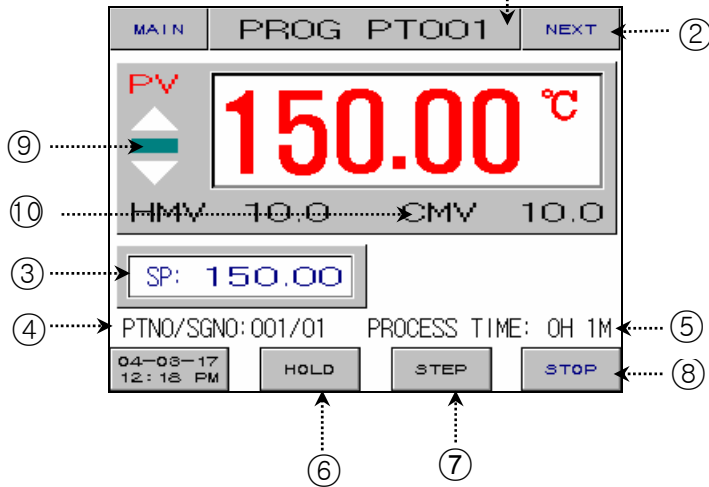 MAIN PROG PT001 NEXT ②
PV
150.00 ℃
⑨
⑩ HMV 10.0 CMV 10.0
③ SP: 150.00
④ PTNO/SGNO:001/01 PROCESS TIME: 0H 1M ⑤
04-03-17
12:18 PM
HOLD STEP STOP ⑧
⑥ ⑦